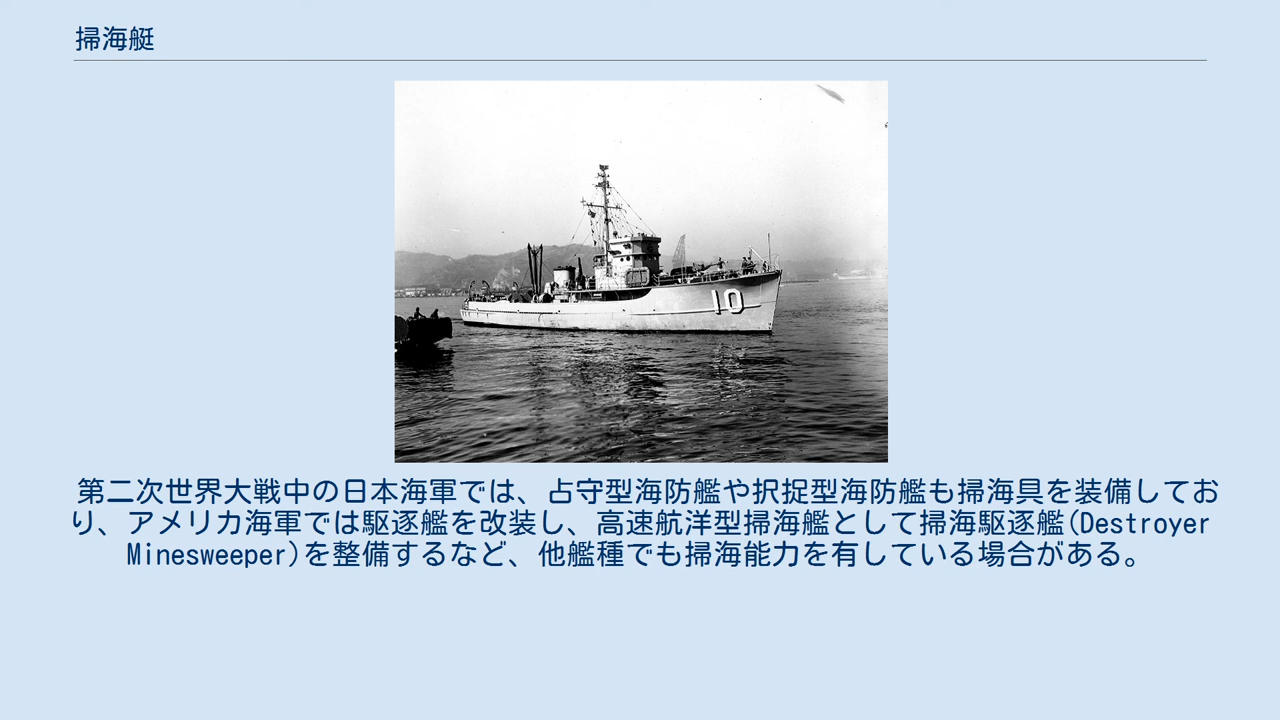 掃海艇
10
第二次世界大戦中の日本海軍では、占守型海防艦や択捉型海防艦も掃海具を装備してお
り、アメリカ海軍では駆逐艦を改装し、高速航洋型掃海艦として掃海駆逐艦(Destroyer
Minesweeper)を整備するなど、他艦種でも掃海能力を有している場合がある。